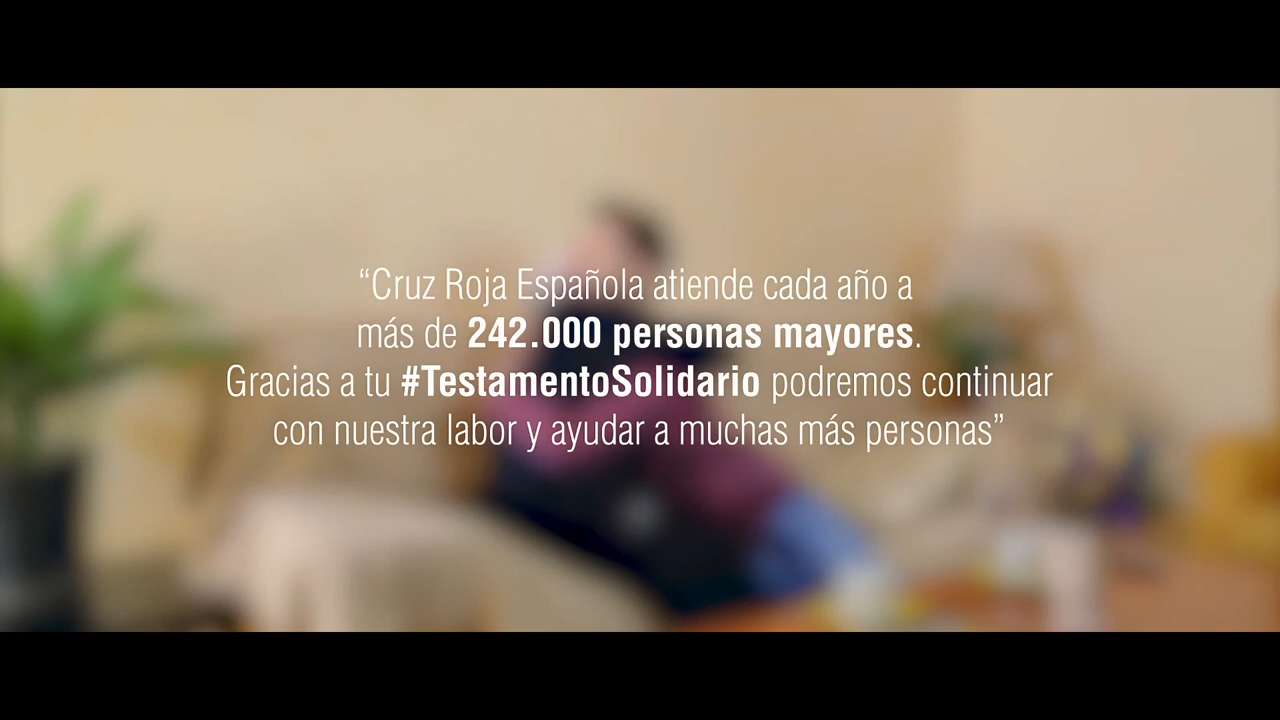 “Cruz Roja Española atiende cada año a
más de 242.000 personas mayores.
Gracias a tu #TestamentoSolidario podremos continuar
con nuestra labor y ayudar a muchas más personas”